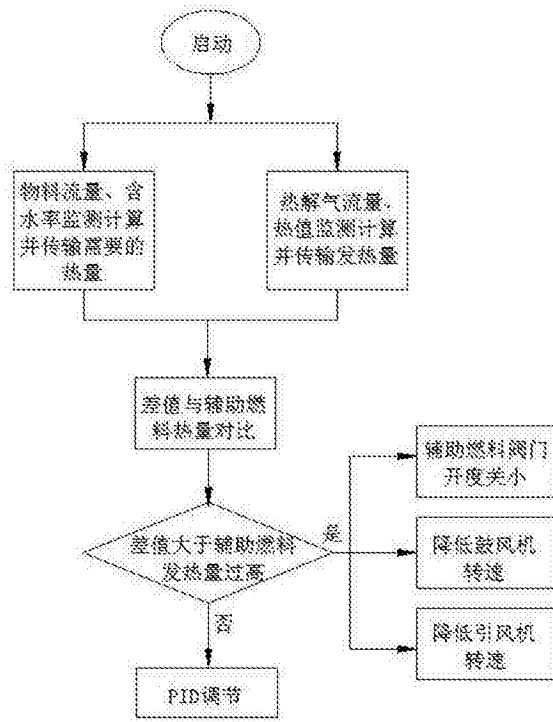 启动
物料流量、含
水率监测计算
并传输需要的
热量
热解气流量、
热值监测计算
并传输发热量
差值与辅助燃
料热量对比
差值大于辅助燃料
发热量过高
是
否
辅助燃料阀门
开度关小
降低鼓风机
转速
降低引风机
转速
PID调节